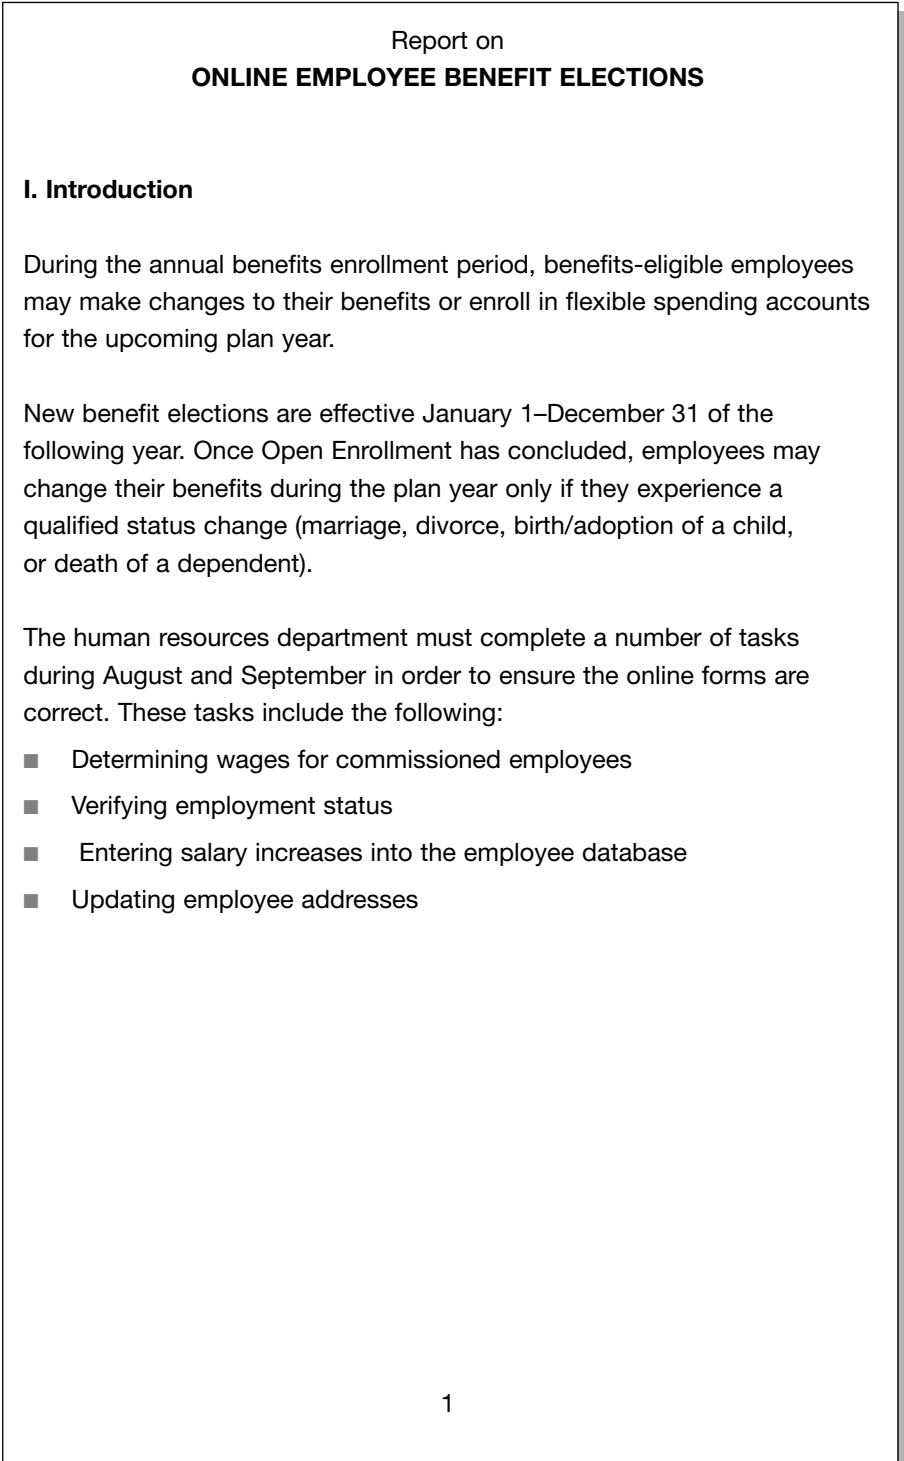 Report on
ONLINE EMPLOYEE BENEFIT ELECTIONS
I. Introduction
During the annual benefits enrollment period, benefits-eligible employees
may make changes to their benefits or enroll in flexible spending accounts
for the upcoming plan year.
New benefit elections are effective January 1–December 31 of the
following year. Once Open Enrollment has concluded, employees may
change their benefits during the plan year only if they experience a
qualified status change (marriage, divorce, birth/adoption of a child,
or death of a dependent).
The human resources department must complete a number of tasks
during August and September in order to ensure the online forms are
correct. These tasks include the following:
■ Determining wages for commissioned employees
■ Verifying employment status
■ Entering salary increases into the employee database
■ Updating employee addresses
1